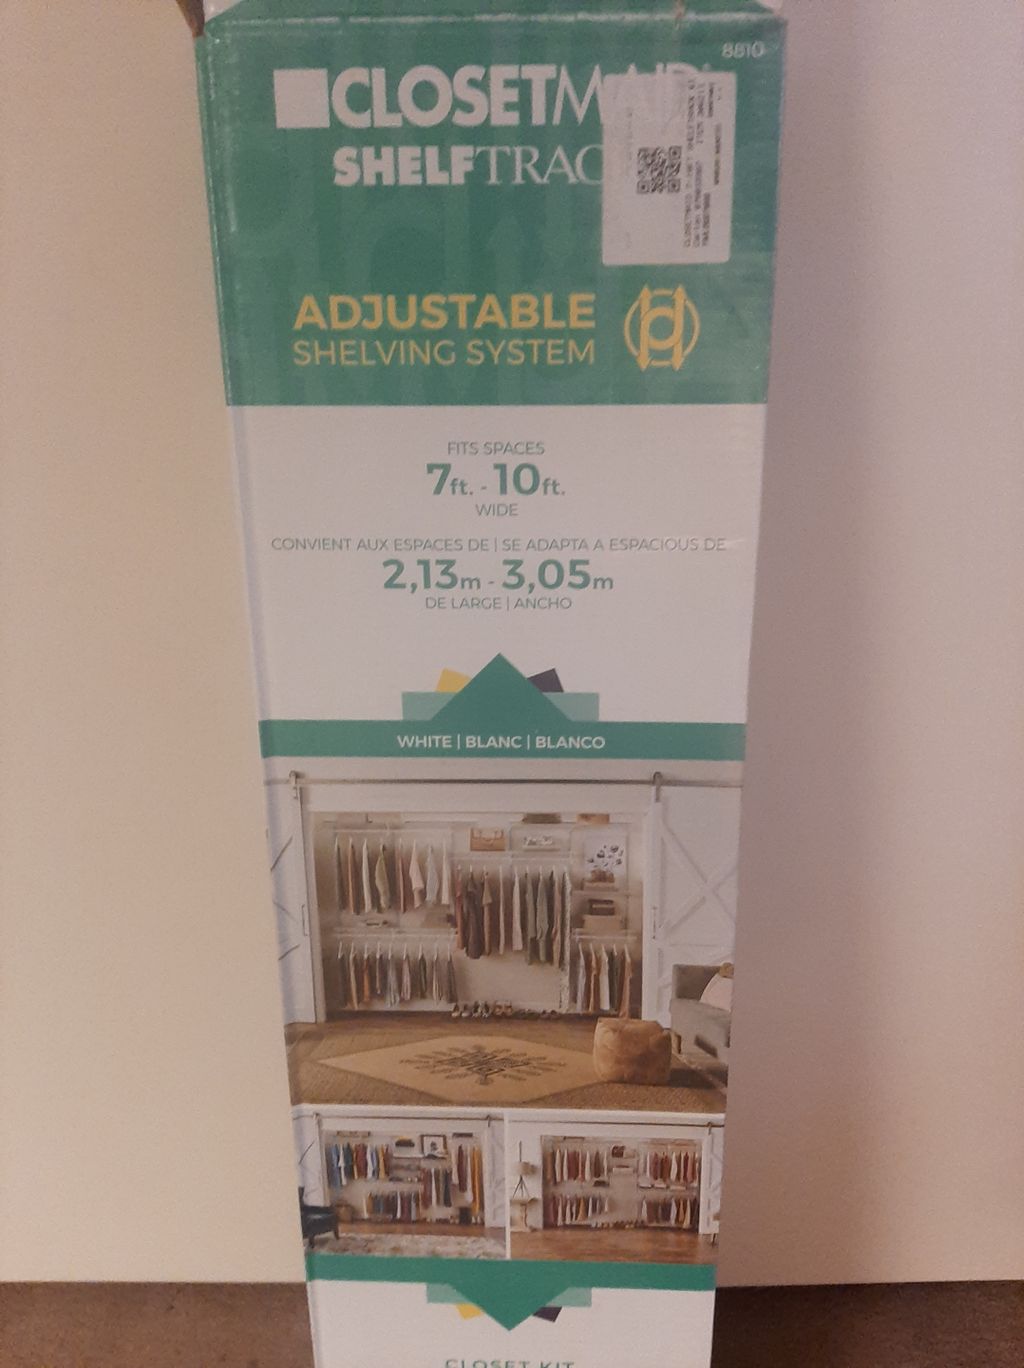 8810
CLOSETMAID
SHELFTRAC
ADJUSTABLE
SHELVING SYSTEM
FITS SPACES
7ft. - 10ft.
WIDE
CONVIENT AUX ESPACES DE | SE ADAPTA A ESPACIOUS DE
2,13m - 3,05m
DE LARGE | ANCHO
WHITE | BLANC | BLANCO
CLOSET KIT